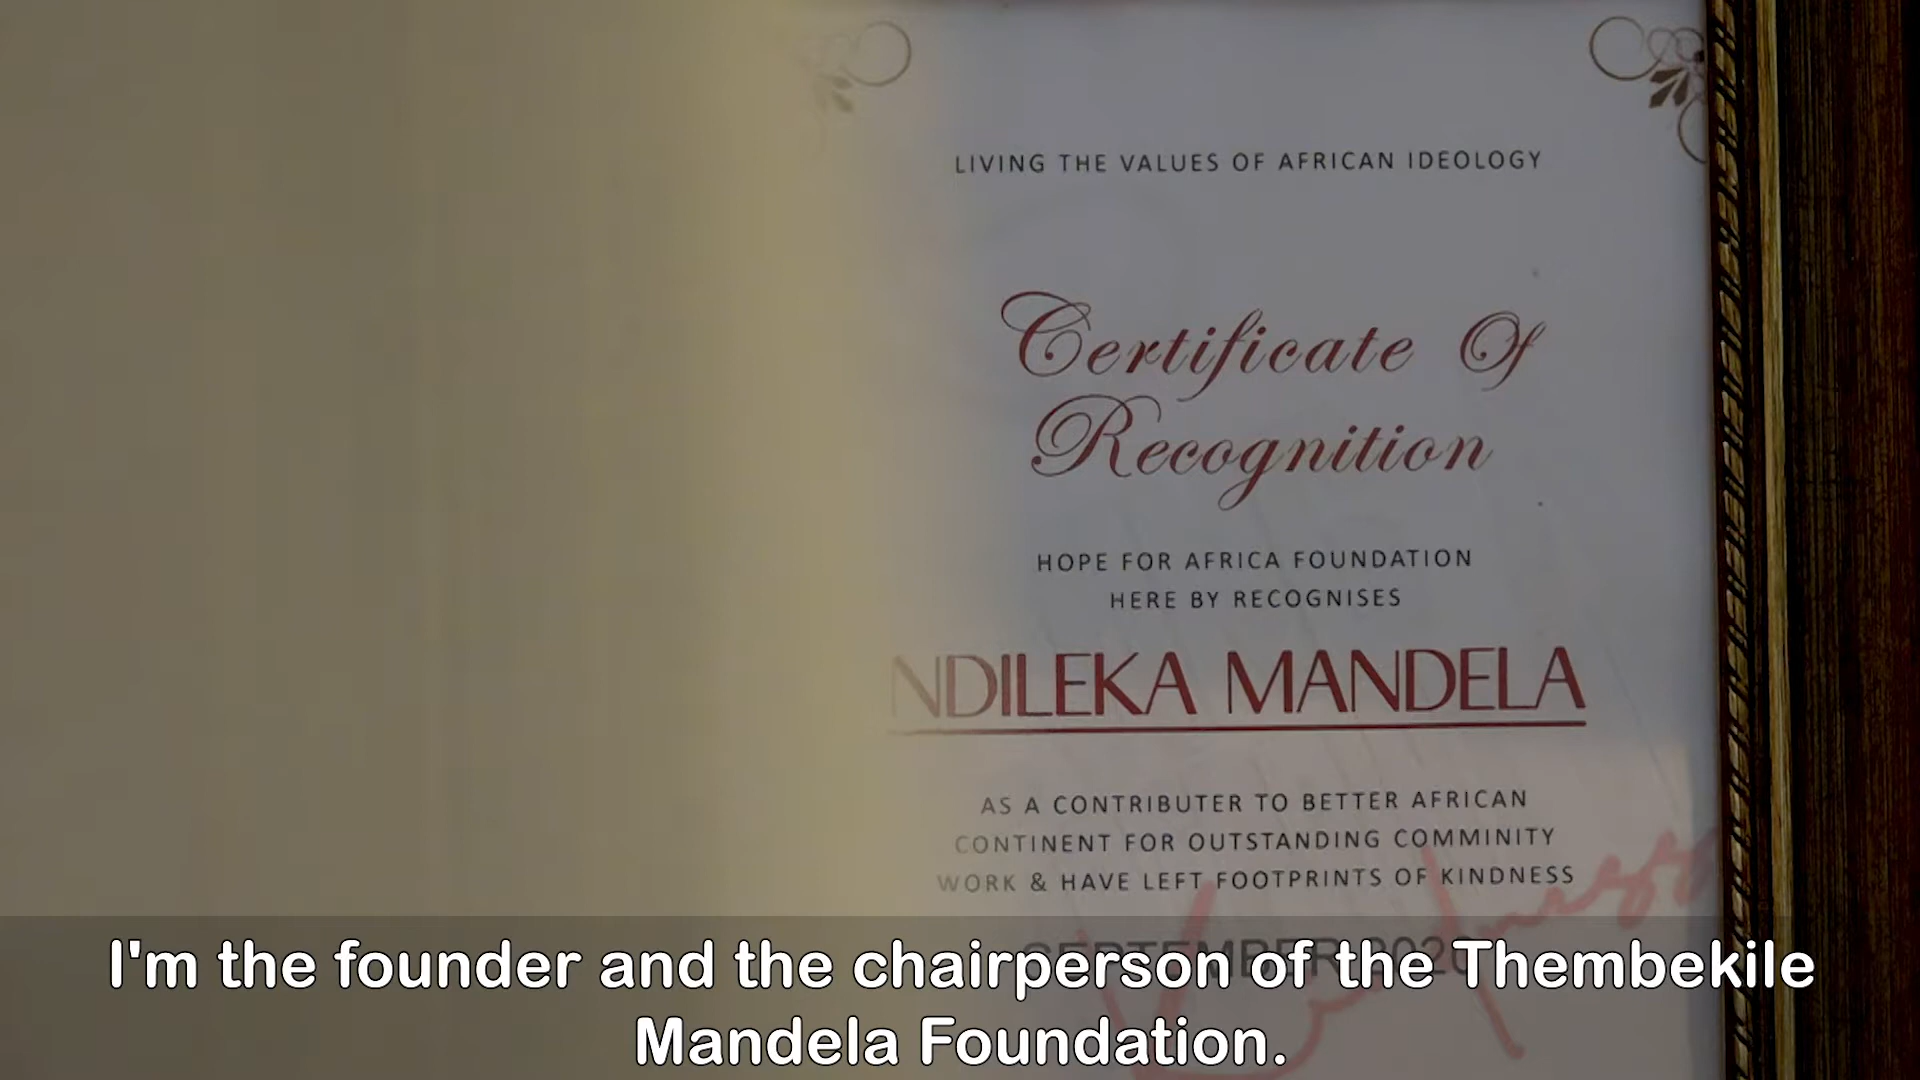 LIVING THE VALUES OF AFRICAN IDEOLOGY
Certificate Of
Recognition
HOPE FOR AFRICA FOUNDATION
HERE BY RECOGNISES
NDILEKA MANDELA
AS A CONTRIBUTER TO BETTER AFRICAN
CONTINENT FOR OUTSTANDING COMMINITY
WORK & HAVE LEFT FOOTPRINTS OF KINDNESS
SEPTEMBER 2020
I'm the founder and the chairperson of the Thembekile
Mandela Foundation.